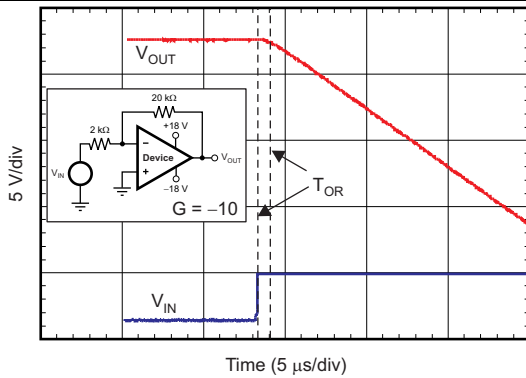 V_OUT
20 kΩ
+18 V
2 kΩ
−
Device
V_OUT
V_IN
+
−18 V
G = −10
T_OR
V_IN
5 V/div
Time (5 μs/div)